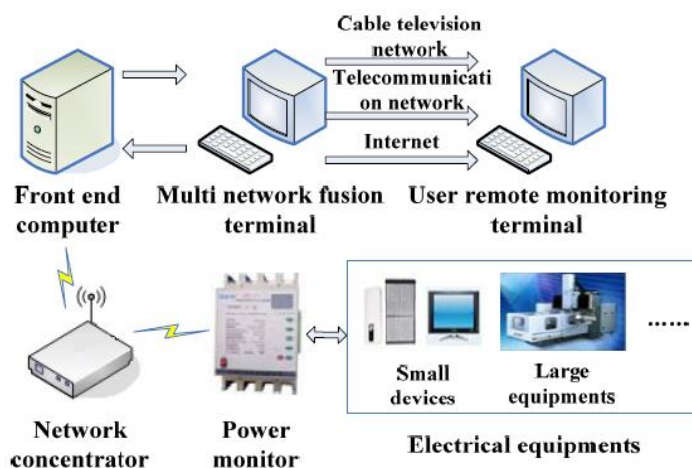 Cable television
network
Telecommunicati
on network
Internet
Front end
computer
Multi network fusion
terminal
User remote monitoring
terminal
Small
devices
Large
equipments
......
Network
concentrator
Power
monitor
Electrical equipments